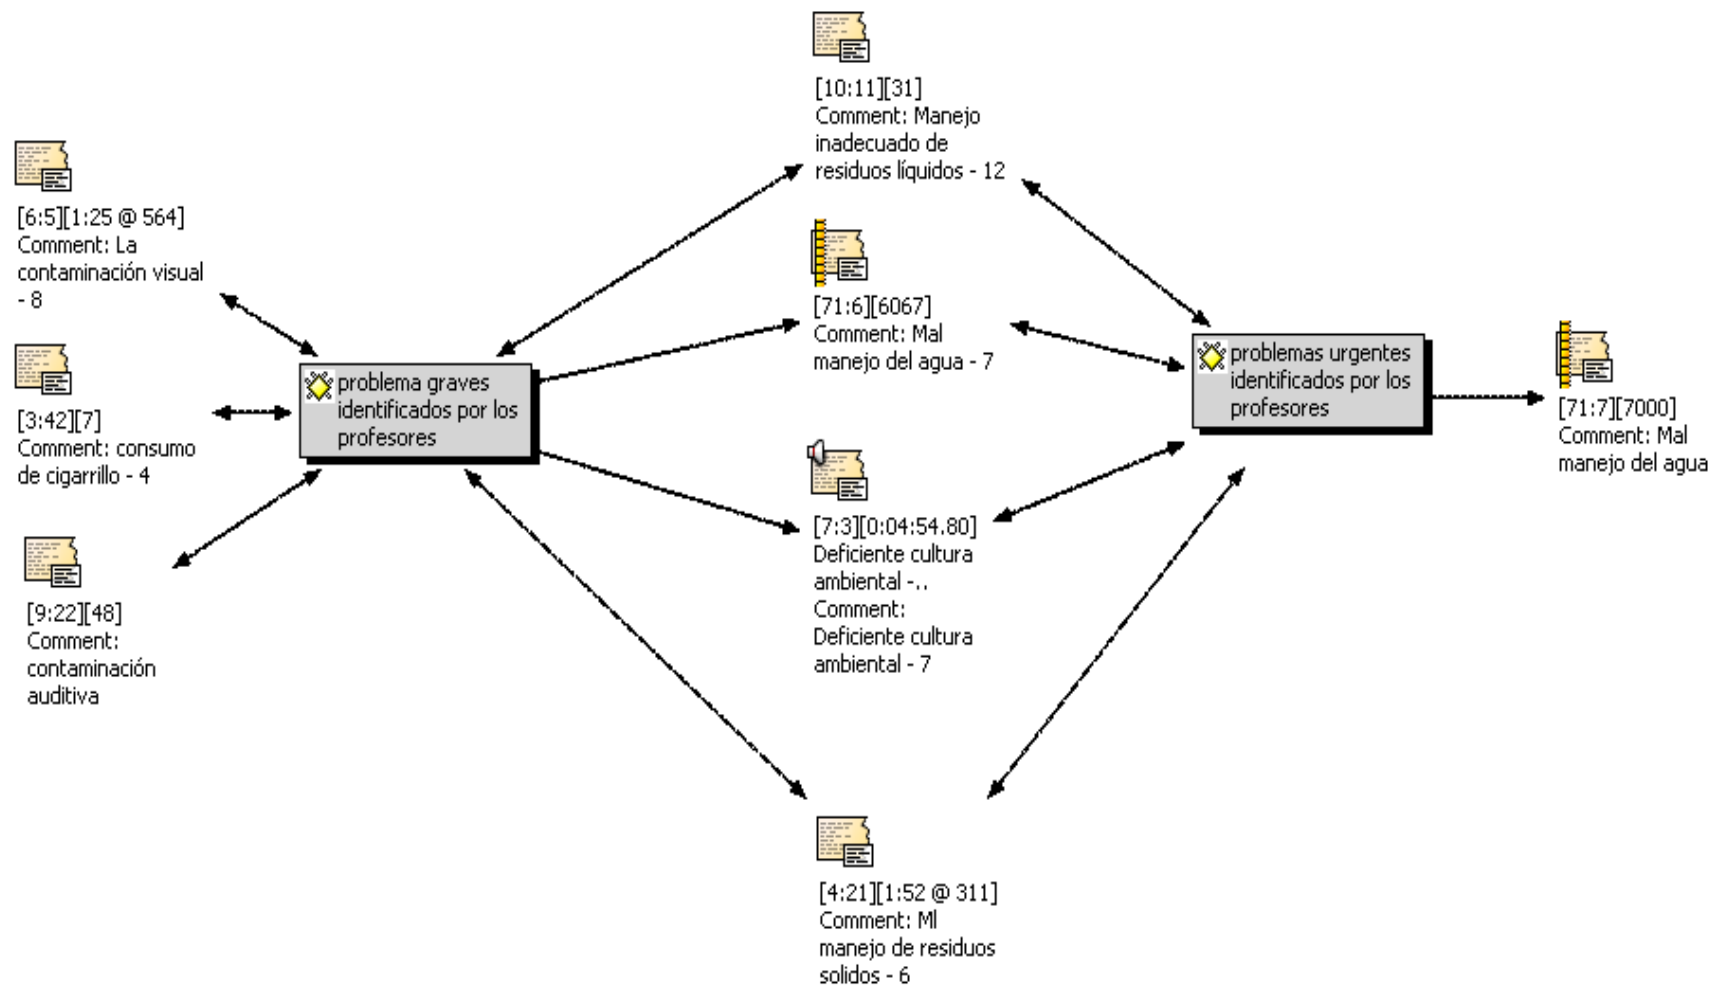 [10:11][31]
Comment: Manejo
inadecuado de
residuos líquidos - 12
[6:5][1:25 @ 564]
Comment: La
contaminación visual
- 8
[71:6][6067]
Comment: Mal
manejo del agua - 7
[3:42][7]
Comment: consumo
de cigarrillo - 4
problema graves
identificados por los
profesores
problemas urgentes
identificados por los
profesores
[71:7][7000]
Comment: Mal
manejo del agua
[7:3][0:04:54.80]
Deficiente cultura
ambiental -..
Comment:
Deficiente cultura
ambiental - 7
[9:22][48]
Comment:
contaminación
auditiva
[4:21][1:52 @ 311]
Comment: Ml
manejo de residuos
solidos - 6